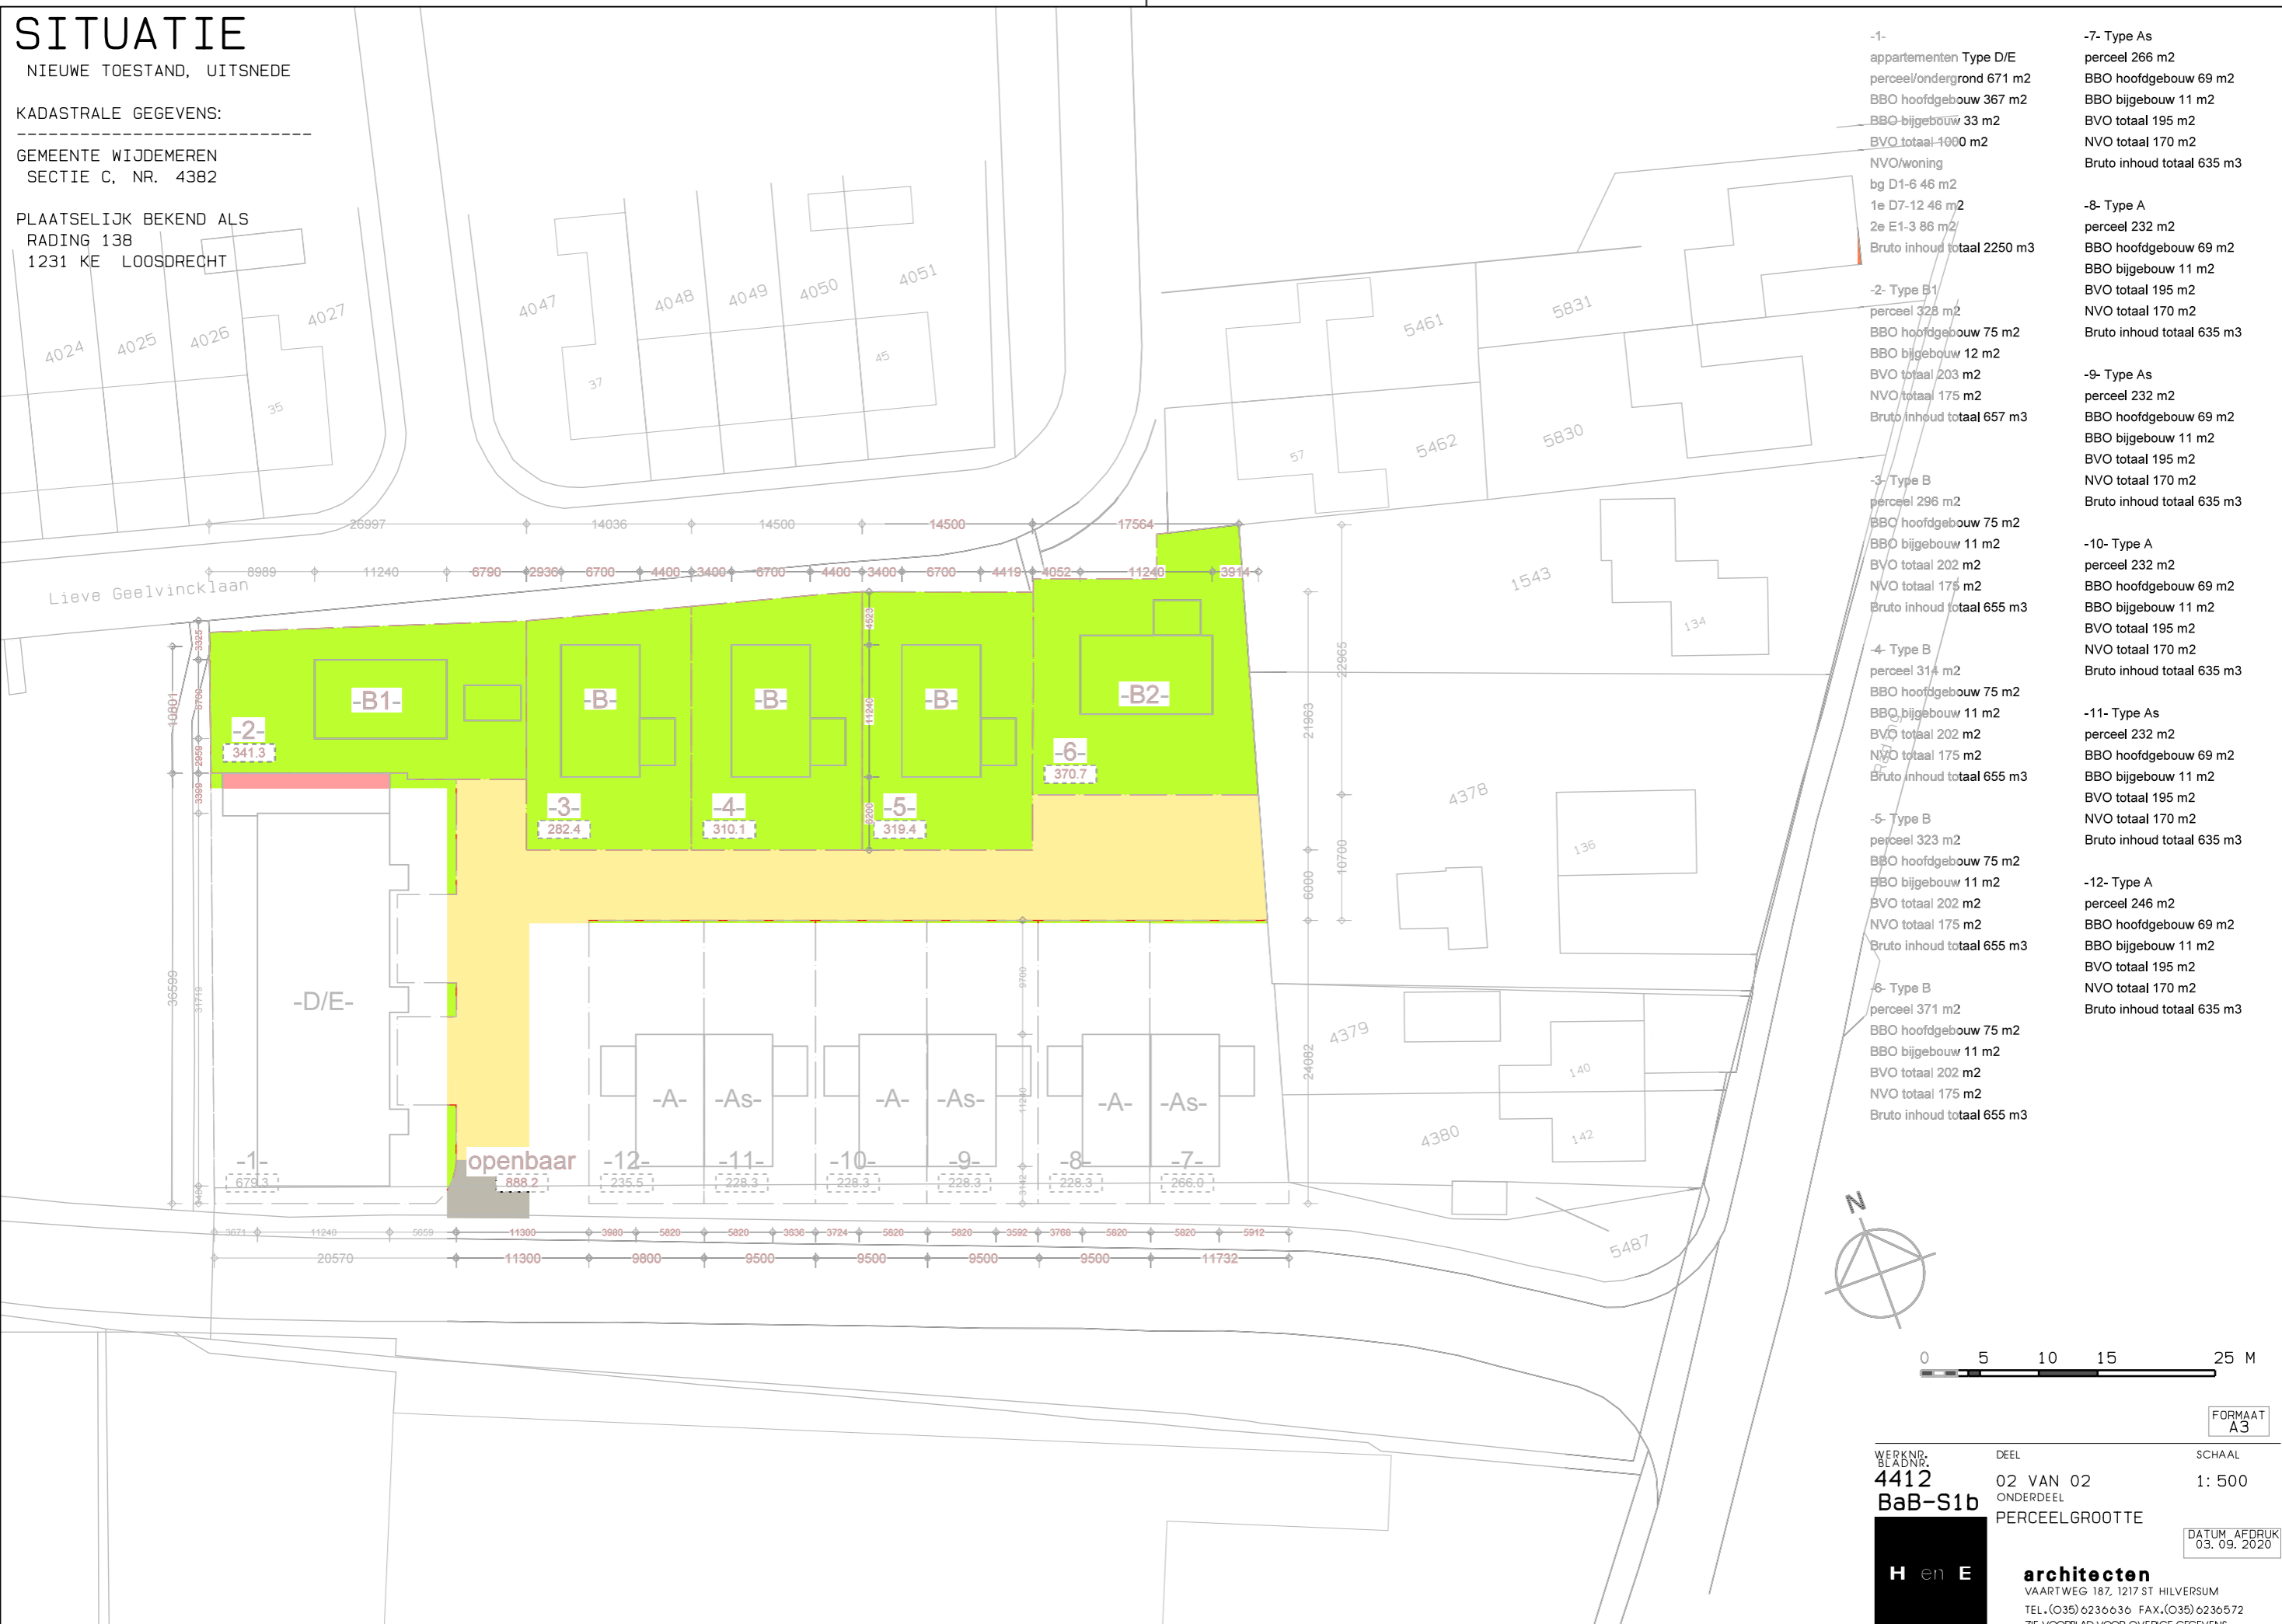 SITUATIE
NIEUWE TOESTAND, UITSNEDE
KADASTRALE GEGEVENS:
----------------------------
GEMEENTE WIJDEMEREN
SECTIE C, NR. 4382
PLAATSELIJK BEKEND ALS
RADING 138
1231 KE LOOSDRECHT
-1-
appartementen Type D/E
perceel/ondergrond 671 m2
BBO hoofdgebouw 367 m2
BBO bijgebouw 33 m2
BVO totaal 1000 m2
NVO/woning
bg D1-6 46 m2
1e D7-12 46 m2
2e E1-3 86 m2
Bruto inhoud totaal 2250 m3
-2- Type B1
perceel 328 m2
BBO hoofdgebouw 75 m2
BBO bijgebouw 12 m2
BVO totaal 203 m2
NVO totaal 175 m2
Bruto inhoud totaal 657 m3
-3- Type B
perceel 296 m2
BBO hoofdgebouw 75 m2
BBO bijgebouw 11 m2
BVO totaal 202 m2
NVO totaal 175 m2
Bruto inhoud totaal 655 m3
-4- Type B
perceel 314 m2
BBO hoofdgebouw 75 m2
BBO bijgebouw 11 m2
BVO totaal 202 m2
NVO totaal 175 m2
Bruto inhoud totaal 655 m3
-5- Type B
perceel 323 m2
BBO hoofdgebouw 75 m2
BBO bijgebouw 11 m2
BVO totaal 202 m2
NVO totaal 175 m2
Bruto inhoud totaal 655 m3
-6- Type B
perceel 371 m2
BBO hoofdgebouw 75 m2
BBO bijgebouw 11 m2
BVO totaal 202 m2
NVO totaal 175 m2
Bruto inhoud totaal 655 m3
-7- Type As
perceel 266 m2
BBO hoofdgebouw 69 m2
BBO bijgebouw 11 m2
BVO totaal 195 m2
NVO totaal 170 m2
Bruto inhoud totaal 635 m3
-8- Type A
perceel 232 m2
BBO hoofdgebouw 69 m2
BBO bijgebouw 11 m2
BVO totaal 195 m2
NVO totaal 170 m2
Bruto inhoud totaal 635 m3
-9- Type As
perceel 232 m2
BBO hoofdgebouw 69 m2
BBO bijgebouw 11 m2
BVO totaal 195 m2
NVO totaal 170 m2
Bruto inhoud totaal 635 m3
-10- Type A
perceel 232 m2
BBO hoofdgebouw 69 m2
BBO bijgebouw 11 m2
BVO totaal 195 m2
NVO totaal 170 m2
Bruto inhoud totaal 635 m3
-11- Type As
perceel 232 m2
BBO hoofdgebouw 69 m2
BBO bijgebouw 11 m2
BVO totaal 195 m2
NVO totaal 170 m2
Bruto inhoud totaal 635 m3
-12- Type A
perceel 246 m2
BBO hoofdgebouw 69 m2
BBO bijgebouw 11 m2
BVO totaal 195 m2
NVO totaal 170 m2
Bruto inhoud totaal 635 m3
4024 4025 4026 4027
35
4047 4048 4049 4050 4051
37 45
5461 5831
5462 5830
57
1543
134
4378
136
4379
140
4380
142
5487
Lieve Geelvincklaan
26997 14036 14500 14500 17564
8989 11240 6790 2936 6700 4400 3400 6700 4400 3400 6700 4419 4052 11240 3914
10801
36599
3325
6700
2959
3399
31719
4523
11240
6200
22965
10700
21963
6000
24082
9700
11240
3142
-B1- -B- -B- -B- -B2-
-2-
341.3
-3-
282.4
-4-
310.1
-5-
319.4
-6-
370.7
-D/E-
-A- -As- -A- -As- -A- -As-
-1-
679.3
openbaar
888.2
-12-
235.5
-11-
228.3
-10-
228.3
-9-
228.3
-8-
228.3
-7-
266.0
3671 11240 5659 11300 3980 5820 5820 3636 3724 5820 5820 3592 3768 5820 5820 5912
20570 11300 9800 9500 9500 9500 9500 11732
N
0 5 10 15 25 M
FORMAAT
A3
WERKNR.
BLADNR.
4412
BaB-S1b
DEEL
02 VAN 02
ONDERDEEL
PERCEELGROOTTE
SCHAAL
1: 500
DATUM AFDRUK
03. 09. 2020
H en E
architecten
VAARTWEG 187, 1217 ST HILVERSUM
TEL.(035)6236636 FAX.(035)6236572